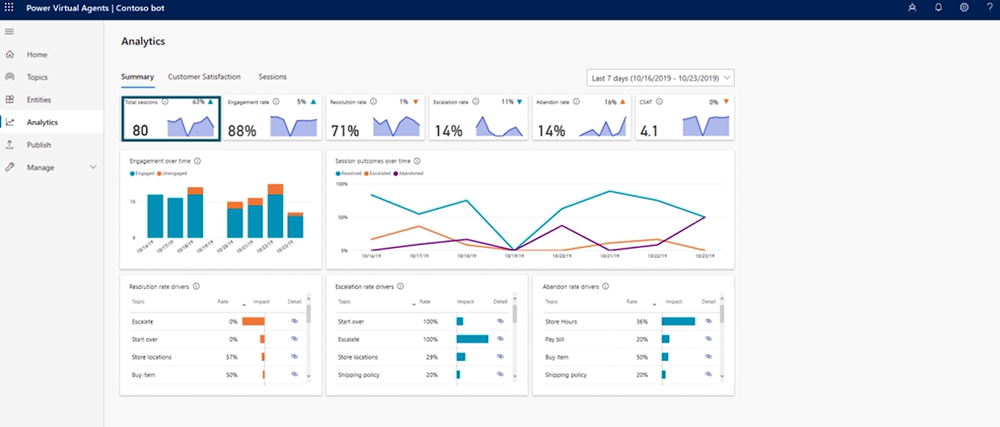 Power Virtual Agents | Contoso bot
?
Home
Topics
Entities
Analytics
Publish
Manage
Analytics
Summary Customer Satisfaction Sessions
Last 7 days (10/16/2019 - 10/23/2019)
Total sessions 63%
80
Engagement rate 5%
88%
Resolution rate 1%
71%
Escalation rate 11%
14%
Abandon rate 16%
14%
CSAT 0%
4.1
Engagement over time
Engaged Unengaged
10
0
10/16/19 10/17/19 10/18/19 10/19/19 10/20/19 10/21/19 10/22/19 10/23/19
Session outcomes over time
Resolved Escalated Abandoned
100%
50%
0%
10/16/19 10/17/19 10/18/19 10/19/19 10/20/19 10/21/19 10/22/19 10/23/19
Resolution rate drivers
Topic Rate Impact Detail
Escalate 0%
Start over 0%
Store locations 57%
Buy item 50%
Escalation rate drivers
Topic Rate Impact Detail
Start over 100%
Escalate 100%
Store locations 29%
Shipping policy 20%
Abandon rate drivers
Topic Rate Impact Detail
Store Hours 36%
Pay bill 20%
Buy item 50%
Shipping policy 20%